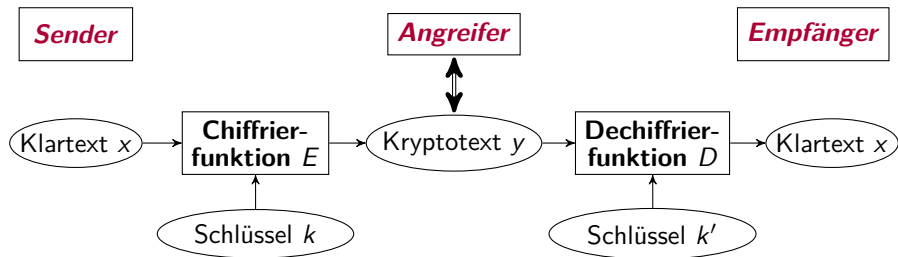 Sender
Angreifer
Empfänger
Klartext x
Chiffrier-
funktion E
Kryptotext y
Dechiffrier-
funktion D
Klartext x
Schlüssel k
Schlüssel k′